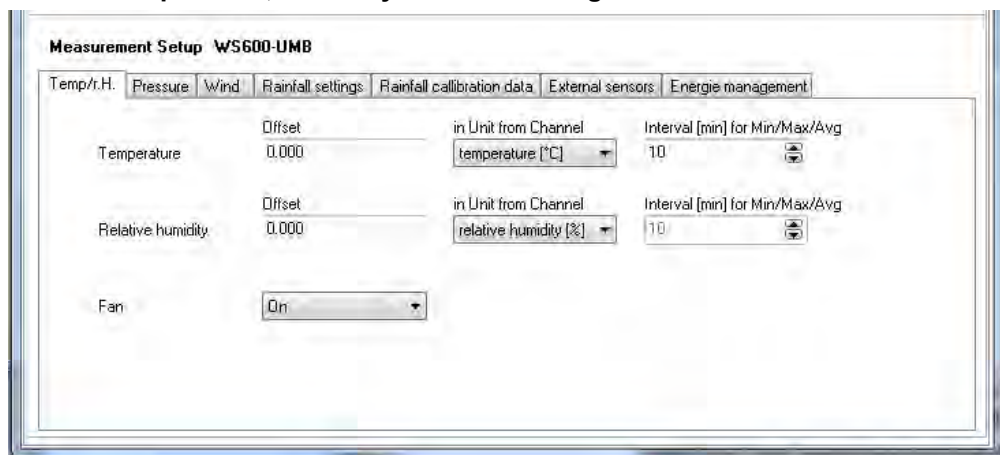 Measurement Setup WS600-UMB
Temp/r.H. Pressure Wind Rainfall settings Rainfall callibration data External sensors Energie management
Offset in Unit from Channel Interval [min] for Min/Max/Avg
Temperature 0.000 temperature [°C] 10
Offset in Unit from Channel Interval [min] for Min/Max/Avg
Relative humidity 0.000 relative humidity [%] 10
Fan On